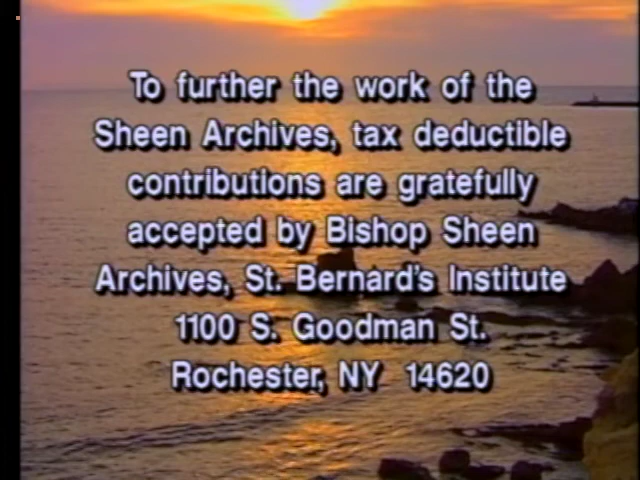 To further the work of the
Sheen Archives, tax deductible
contributions are gratefully
accepted by Bishop Sheen
Archives, St. Bernard's Institute
1100 S. Goodman St.
Rochester, NY 14620